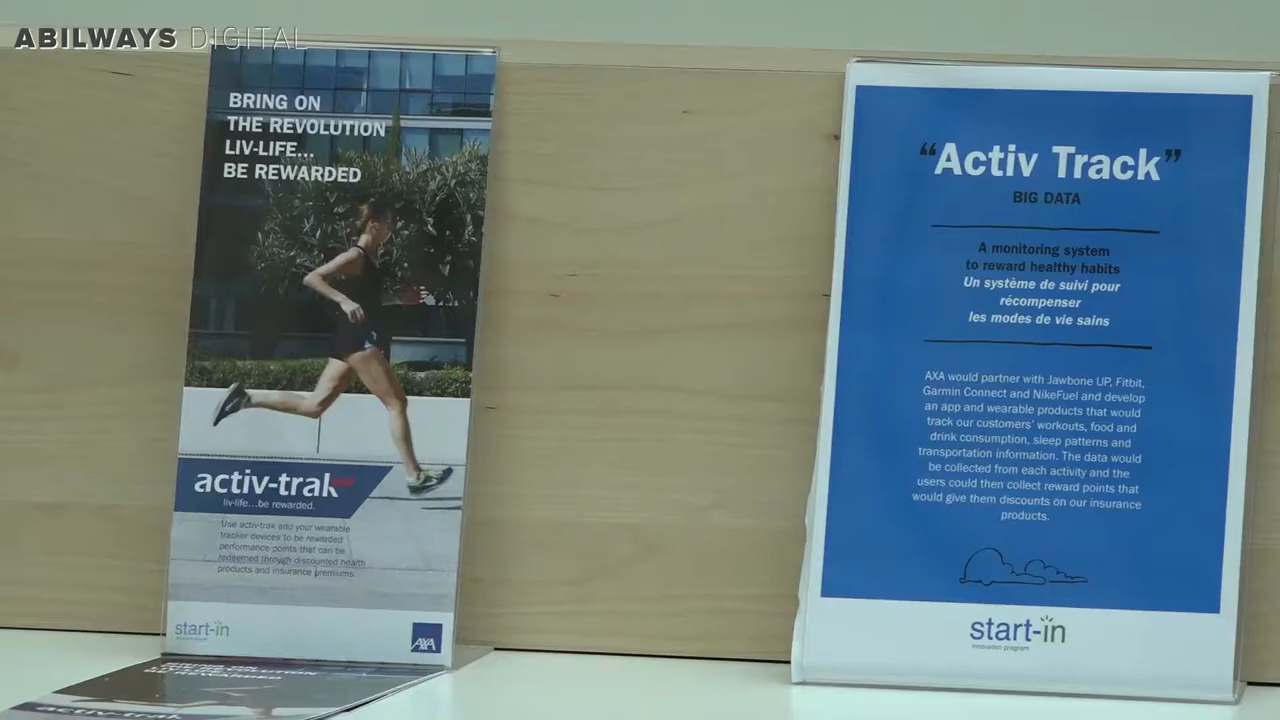 ABILWAYS DIGITAL
BRING ON
THE REVOLUTION
LIV-LIFE...
BE REWARDED
activ-trak
liv-life...be rewarded.
Use activ-trak and your wearable
tracker devices to be rewarded
performance points that can be
redeemed through discounted health
products and insurance premiums.
start-in
AXA
BRING ON
BE REWARDED
activ-trak
“Activ Track”
BIG DATA
A monitoring system
to reward healthy habits
Un système de suivi pour
récompenser
les modes de vie sains
AXA would partner with Jawbone UP, Fitbit,
Garmin Connect and NikeFuel and develop
an app and wearable products that would
track our customers' workouts, food and
drink consumption, sleep patterns and
transportation information. The data would
be collected from each activity and the
users could then collect reward points that
would give them discounts on our insurance
products.
start-in
innovation program